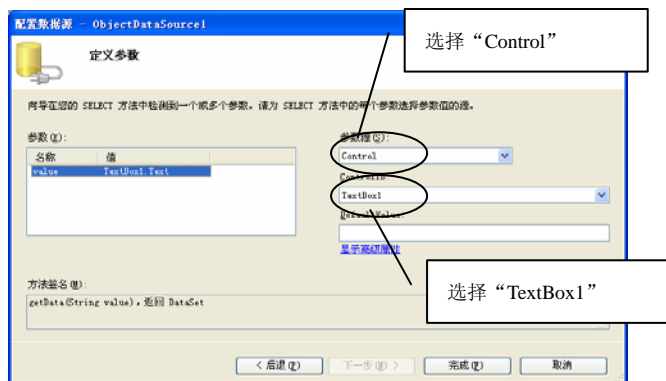 配置数据源 - ObjectDataSource1
选择“Control”
定义参数
向导在您的 SELECT 方法中检测到一个或多个参数。请为 SELECT 方法中的每个参数选择参数值的源。
参数(E):
参数源(S):
名称 值
value TextBox1.Text
Control
ControlID:
TextBox1
DefaultValue:
显示高级属性
选择“TextBox1”
方法签名(M):
getData(String value)，返回 DataSet
< 后退(P)
下一步(N) >
完成(F)
取消